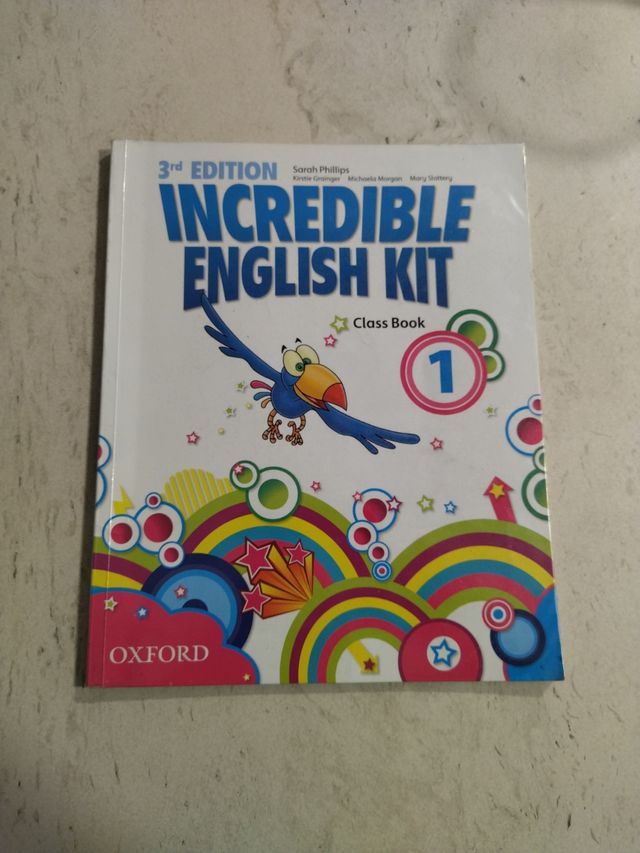 3rd EDITION
Sarah Phillips
Kirstie Grainger Michaela Morgan Mary Slattery
INCREDIBLE
ENGLISH KIT
Class Book
1
OXFORD